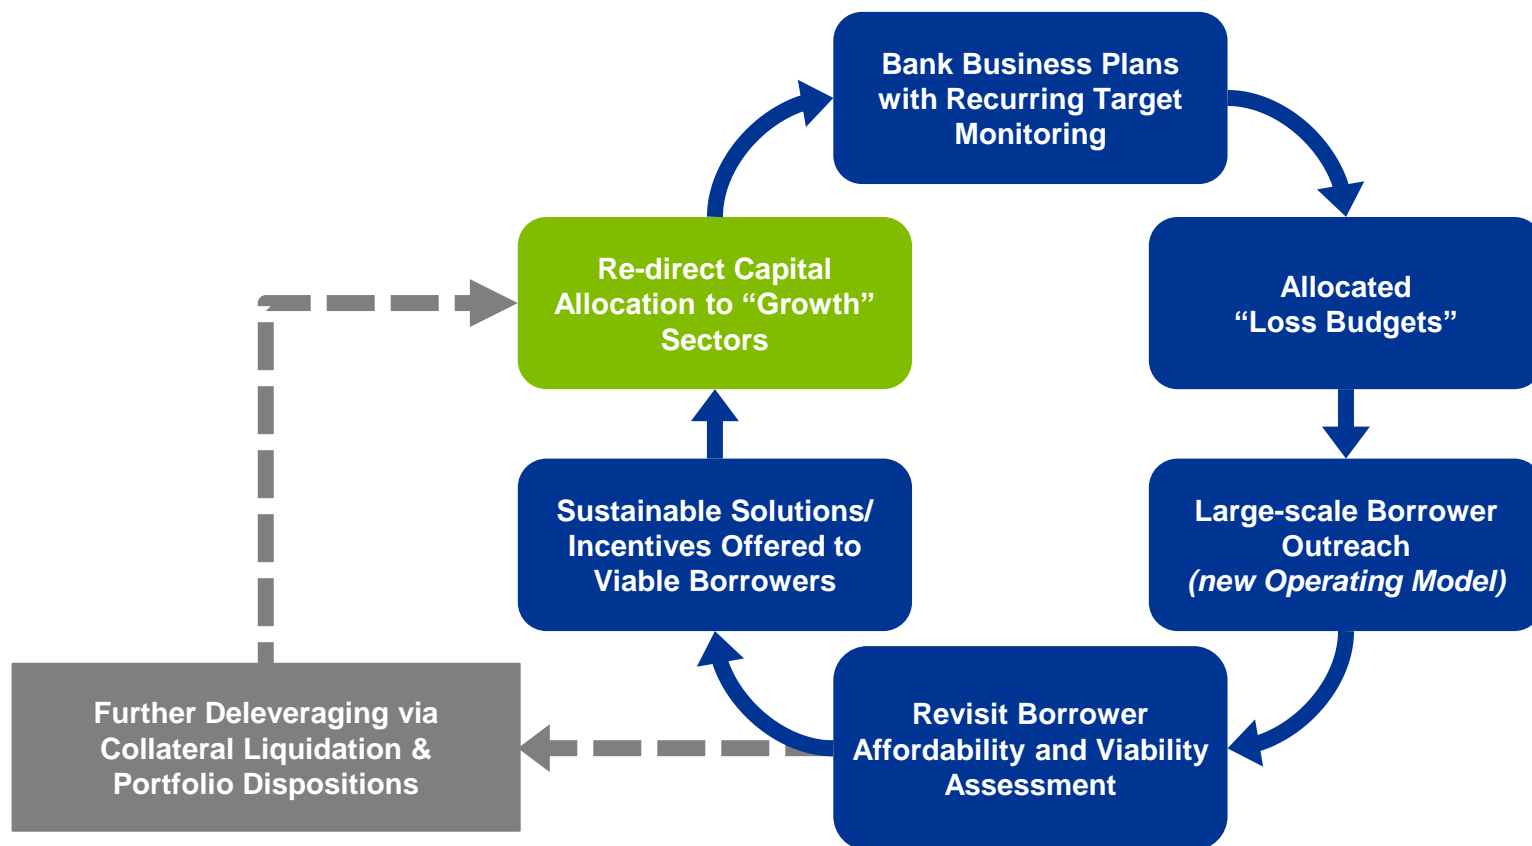 Bank Business Plans
with Recurring Target
Monitoring
Re-direct Capital
Allocation to “Growth”
Sectors
Allocated
“Loss Budgets”
Sustainable Solutions/
Incentives Offered to
Viable Borrowers
Large-scale Borrower
Outreach
(new Operating Model)
Further Deleveraging via
Collateral Liquidation &
Portfolio Dispositions
Revisit Borrower
Affordability and Viability
Assessment